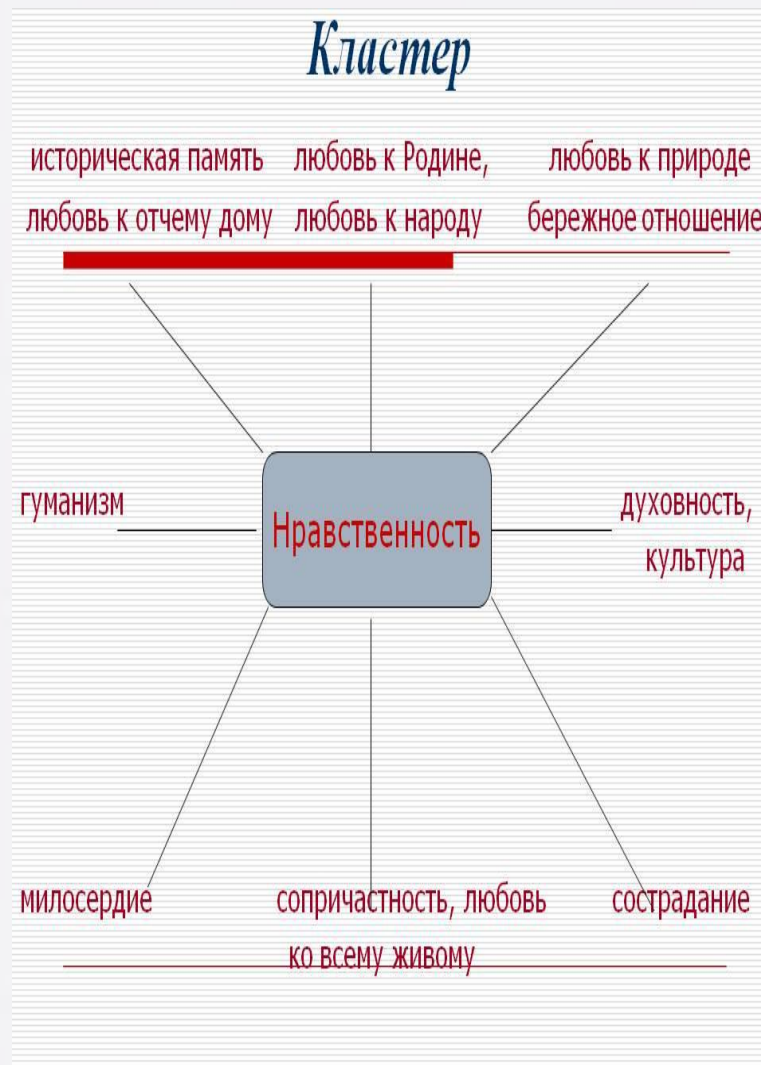 Кластер
историческая память любовь к Родине, любовь к природе
любовь к отчему дому любовь к народу бережное отношение
гуманизм
Нравственность
духовность,
культура
милосердие сопричастность, любовь сострадание
ко всему живому